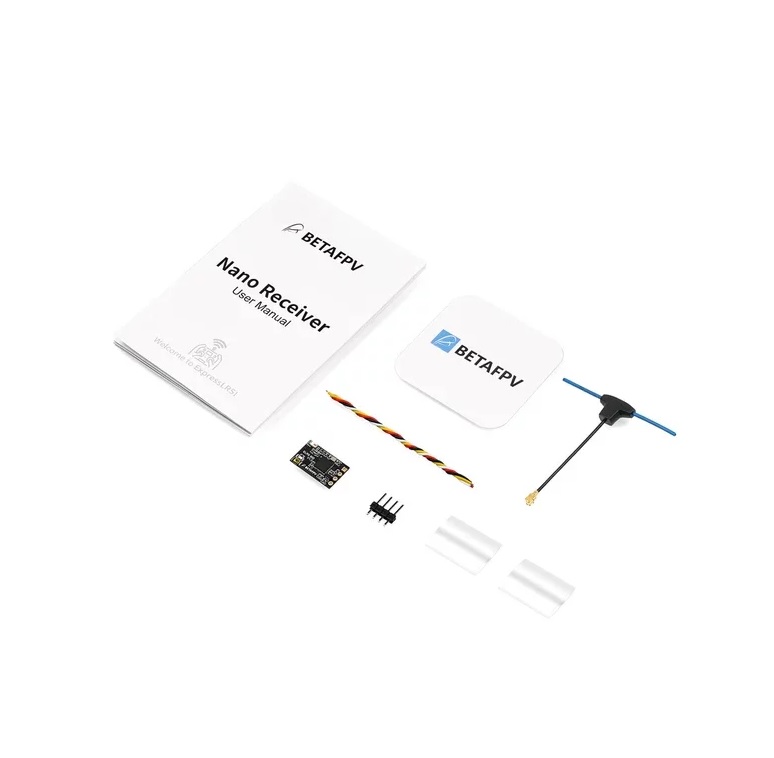 BETAFPV
Nano Receiver
User Manual
Welcome to ExpressLRS!
BETAFPV